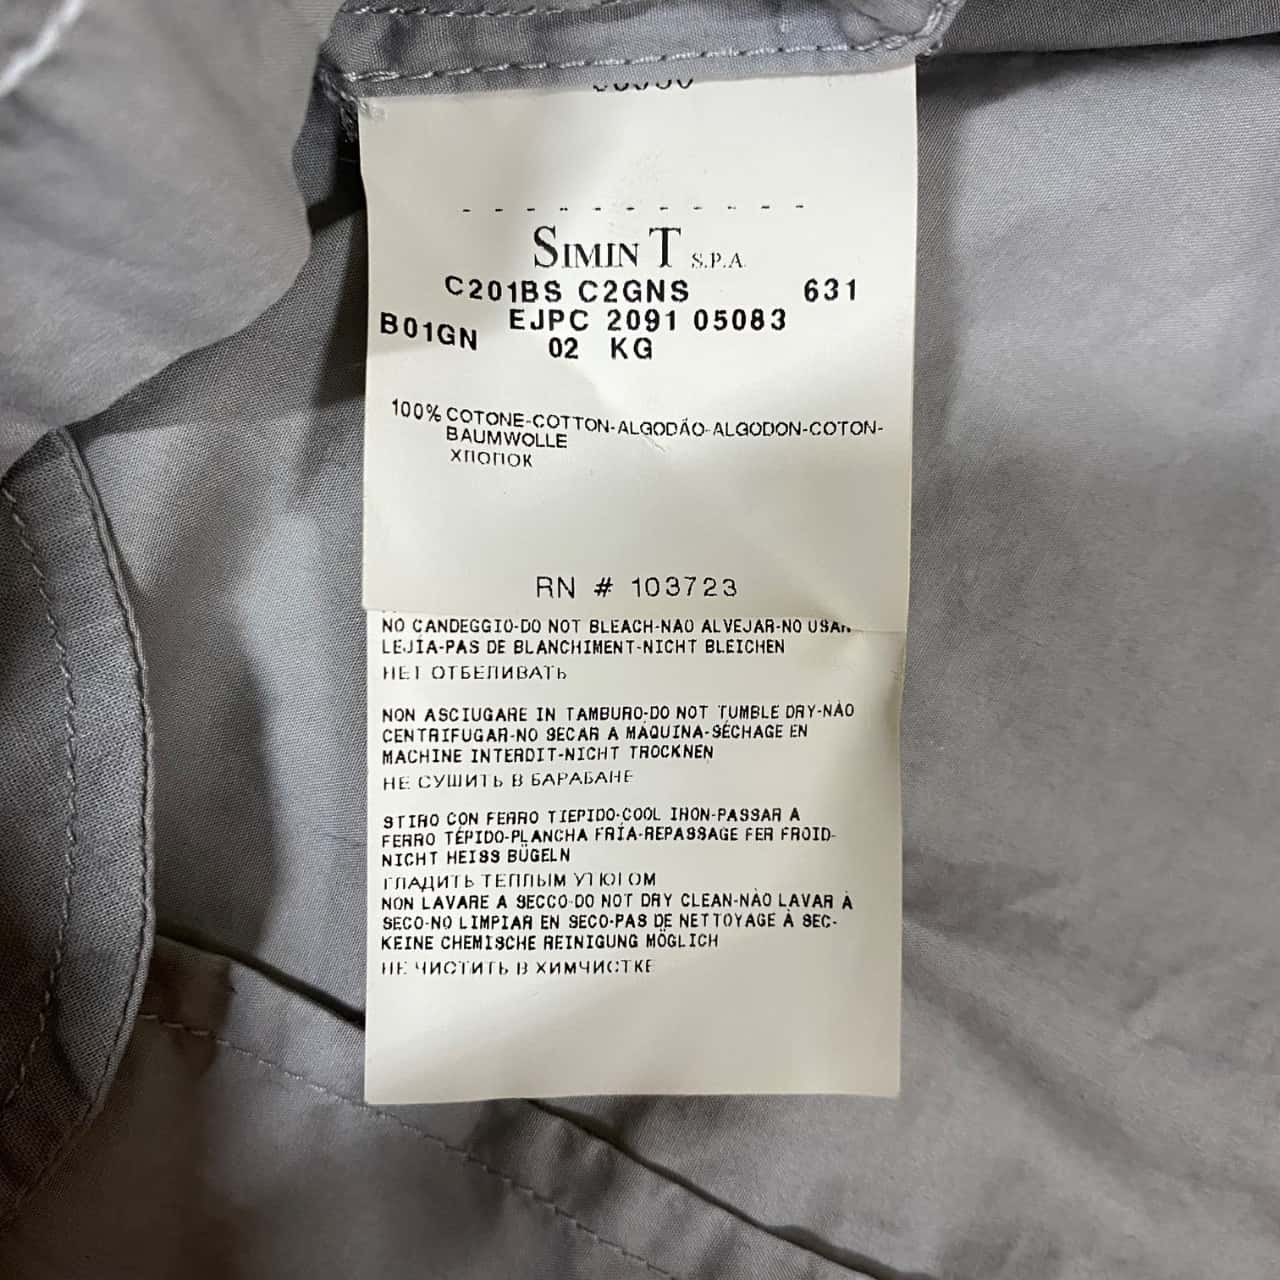 SIMIN T S.P.A.
C201BS C2GNS 631
EJPC 2091 05083
B01GN 02 KG
100% COTONE-COTTON-ALGODÃO-ALGODON-COTON-
BAUMWOLLE
ХЛОПОК
RN # 103723
NO CANDEGGIO-DO NOT BLEACH-NAO ALVEJAR-NO USAR
LEJÍA-PAS DE BLANCHIMENT-NICHT BLEICHEN
НЕТ ОТБЕЛИВАТЬ
NON ASCIUGARE IN TAMBURO-DO NOT TUMBLE DRY-NÀO
CENTRIFUGAR-NO SECAR A MÁQUINA-SÉCHAGE EN
MACHINE INTERDIT-NICHT TROCKNEN
НЕ СУШИТЬ В БАРАБАНЕ
STIRO CON FERRO TIEPIDO-COOL IRON-PASSAR A
FERRO TÉPIDO-PLANCHA FRÍA-REPASSAGE FER FROID-
NICHT HEISS BÜGELN
ГЛАДИТЬ ТЕПЛЫМ УТЮГОМ
NON LAVARE A SECCO-DO NOT DRY CLEAN-NÀO LAVAR À
SECO-NO LIMPIAR EN SECO-PAS DE NETTOYAGE À SEC-
KEINE CHEMISCHE REINIGUNG MÖGLICH
НЕ ЧИСТИТЬ В ХИМЧИСТКЕ